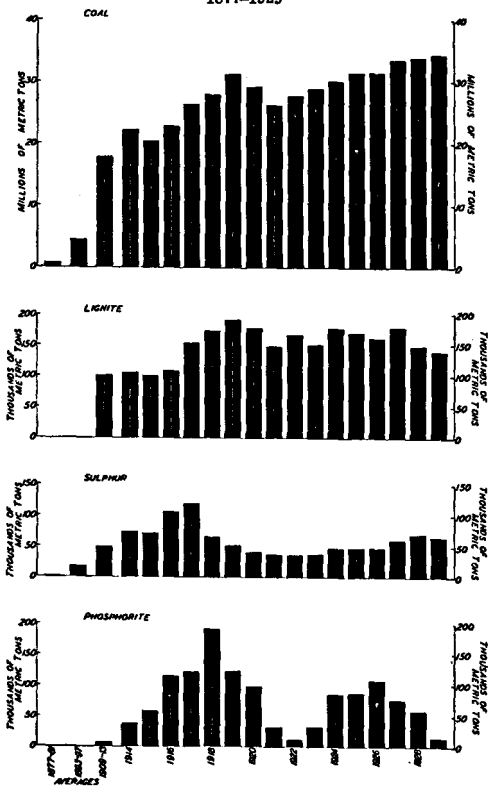 1877-1929
COAL
40
30
20
10
0
MILLIONS OF METRIC TONS
40
30
20
10
0
MILLIONS OF METRIC TONS
LIGNITE
200
150
100
50
0
THOUSANDS OF
METRIC TONS
200
150
100
50
0
THOUSANDS OF
METRIC TONS
SULPHUR
150
100
50
0
THOUSANDS OF
METRIC TONS
150
100
50
0
THOUSANDS OF
METRIC TONS
PHOSPHORITE
200
150
100
50
0
THOUSANDS OF
METRIC TONS
200
150
100
50
0
THOUSANDS OF
METRIC TONS
1893-97
1909-13
1914
1916
1918
1920
1922
1924
1926
1928
AVERAGES